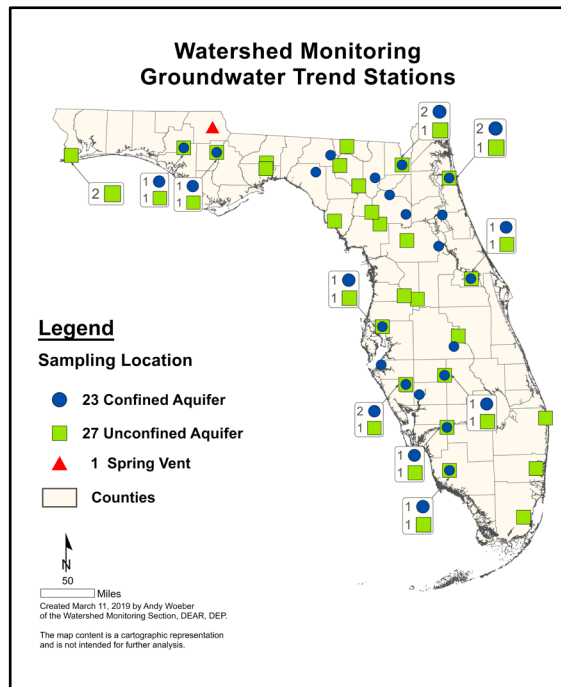 Watershed Monitoring
Groundwater Trend Stations
2
1
2
1
2
1
1
1
1
1
1
1
1
Legend
Sampling Location
23 Confined Aquifer
27 Unconfined Aquifer
1 Spring Vent
Counties
2
1
1
1
1
1
1
1
N
50
Miles
Created March 11, 2019 by Andy Woeber
of the Watershed Monitoring Section, DEAR, DEP.
The map content is a cartographic representation
and is not intended for further analysis.